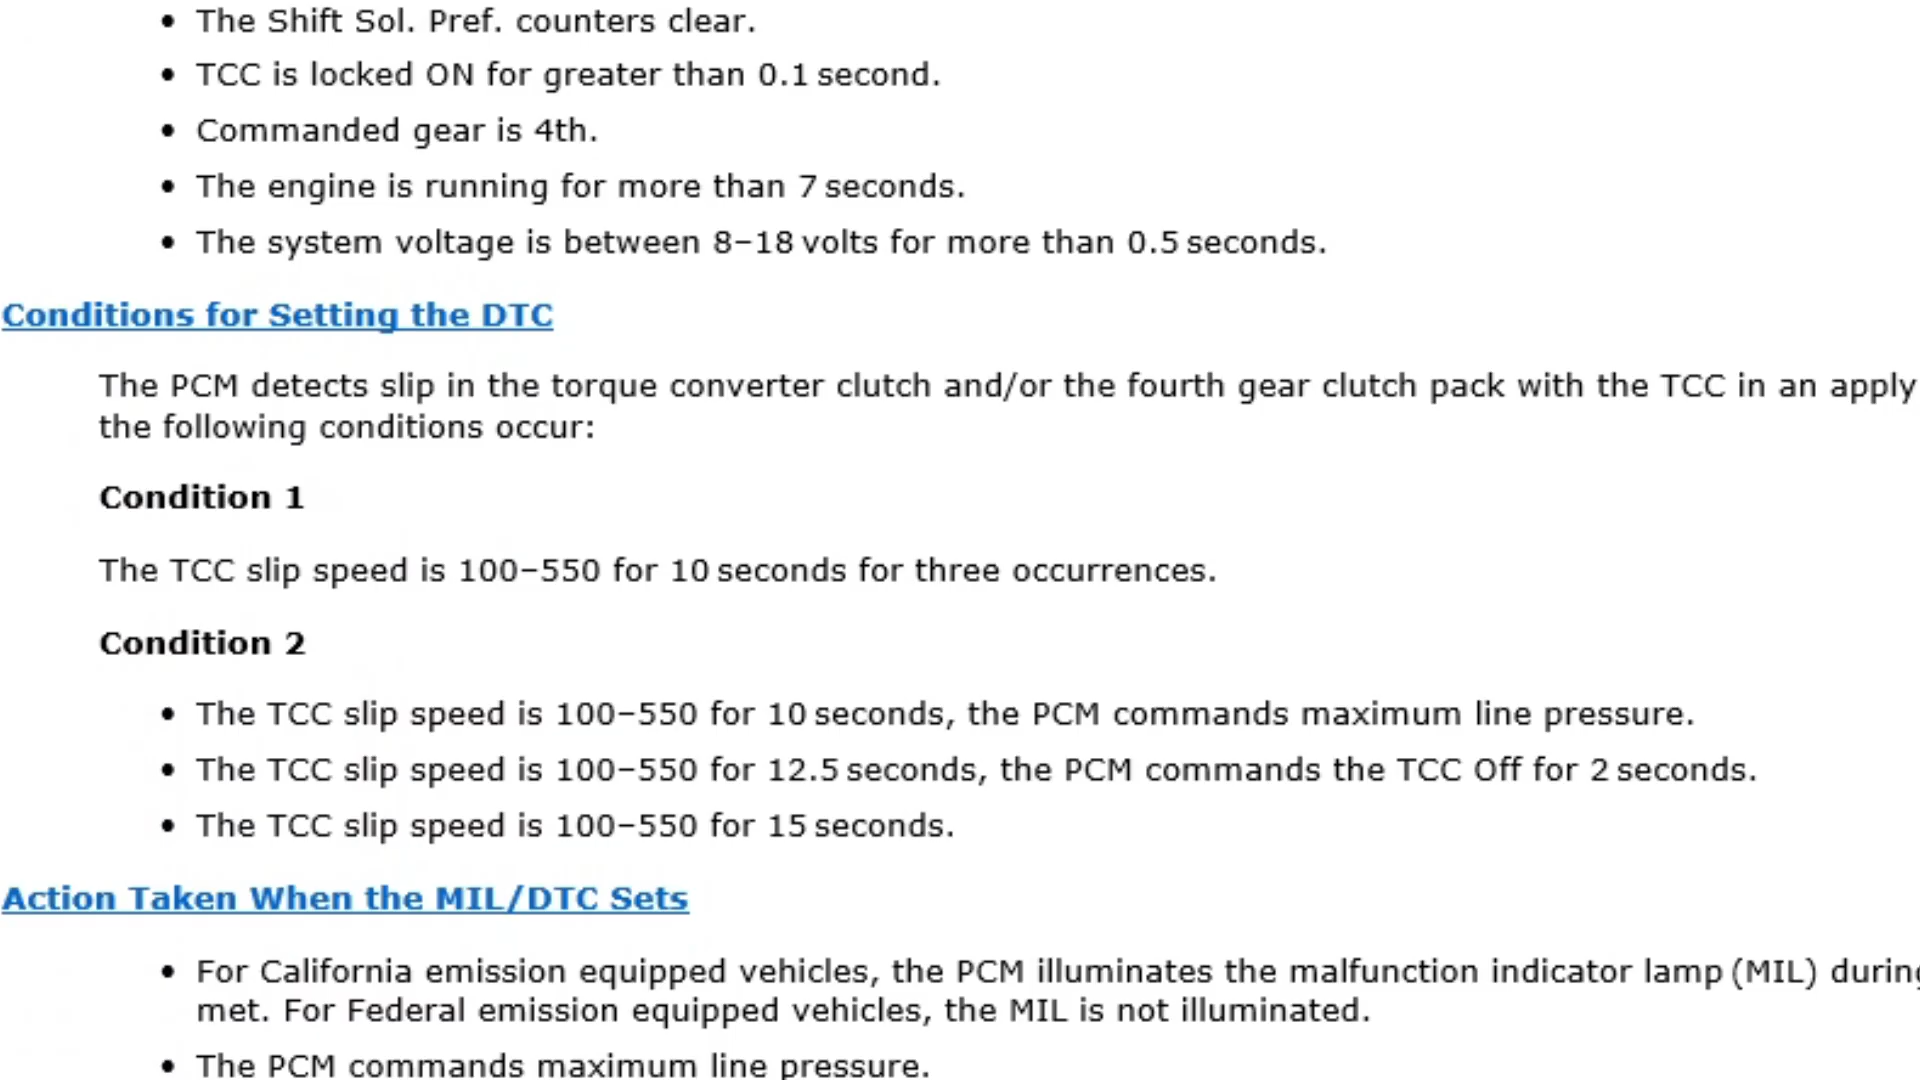 • The Shift Sol. Pref. counters clear.
• TCC is locked ON for greater than 0.1 second.
• Commanded gear is 4th.
• The engine is running for more than 7 seconds.
• The system voltage is between 8–18 volts for more than 0.5 seconds.
Conditions for Setting the DTC
The PCM detects slip in the torque converter clutch and/or the fourth gear clutch pack with the TCC in an apply
the following conditions occur:
Condition 1
The TCC slip speed is 100–550 for 10 seconds for three occurrences.
Condition 2
• The TCC slip speed is 100–550 for 10 seconds, the PCM commands maximum line pressure.
• The TCC slip speed is 100–550 for 12.5 seconds, the PCM commands the TCC Off for 2 seconds.
• The TCC slip speed is 100–550 for 15 seconds.
Action Taken When the MIL/DTC Sets
• For California emission equipped vehicles, the PCM illuminates the malfunction indicator lamp (MIL) during
met. For Federal emission equipped vehicles, the MIL is not illuminated.
• The PCM commands maximum line pressure.